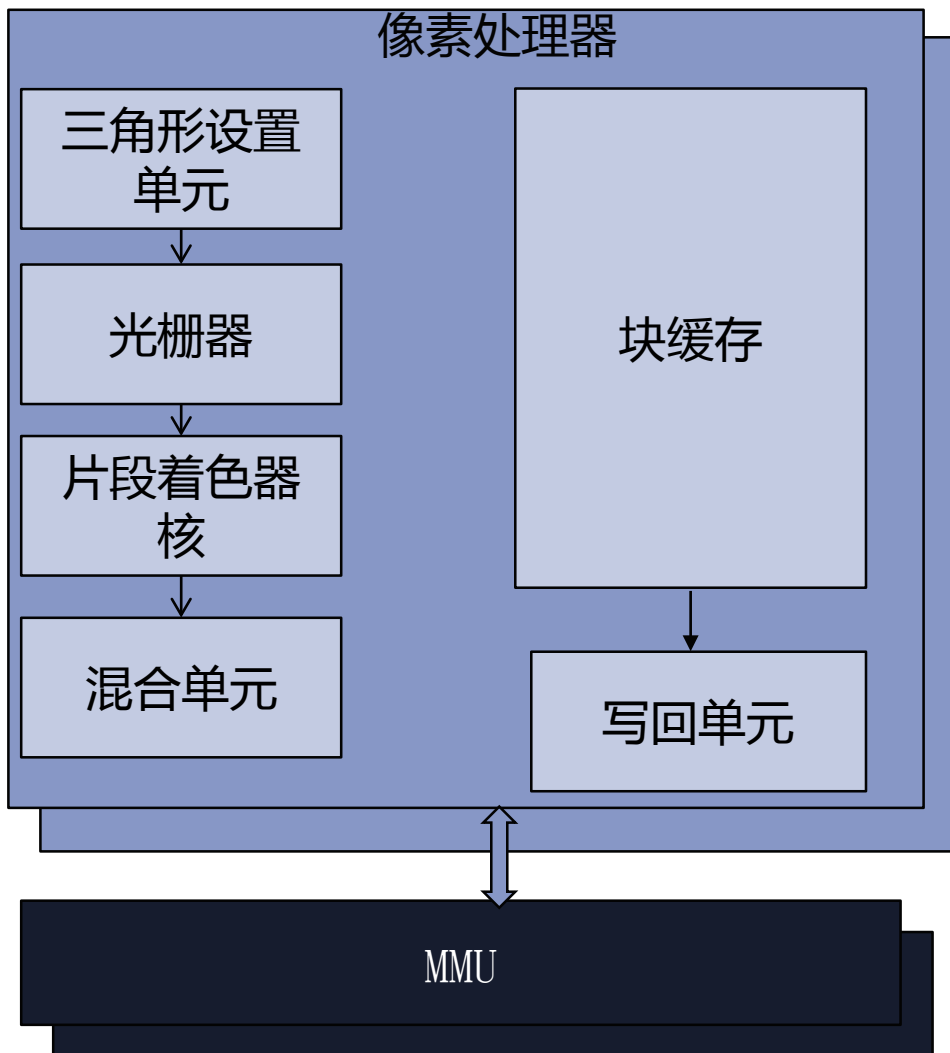 像素处理器
三角形设置
单元
光栅器
片段着色器
核
混合单元
块缓存
写回单元
MMU